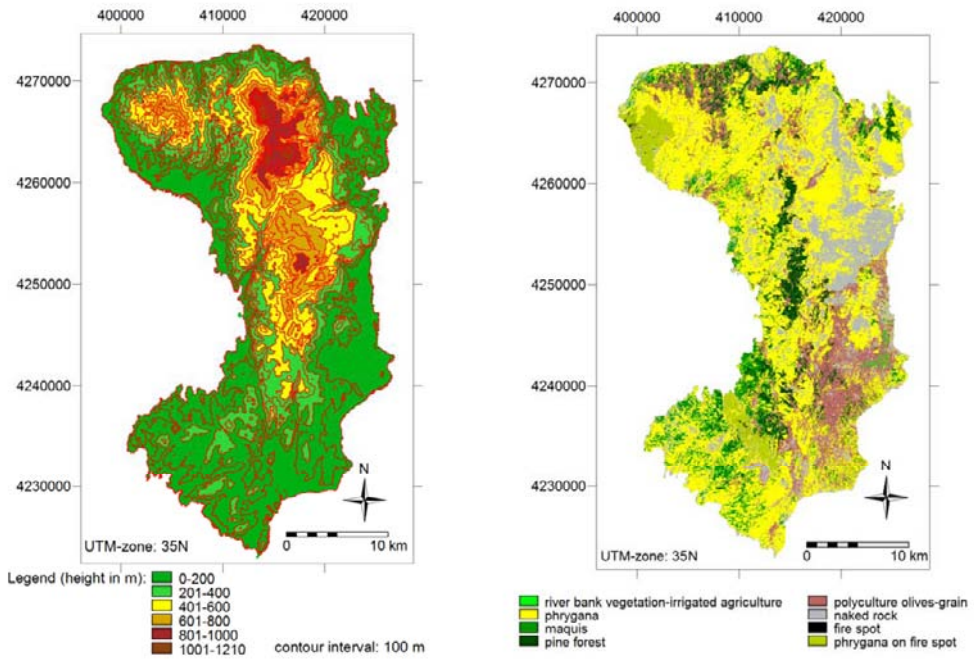 400000 410000 420000
4270000
4260000
4250000
4240000
4230000
N
0 10 km
UTM-zone: 35N
Legend (height in m):
0-200
201-400
401-600
601-800
801-1000
1001-1210
contour interval: 100 m
400000 410000 420000
4270000
4260000
4250000
4240000
4230000
N
0 10 km
UTM-zone: 35N
river bank vegetation-irrigated agriculture
phrygana
maquis
pine forest
polyculture olives-grain
naked rock
fire spot
phrygana on fire spot